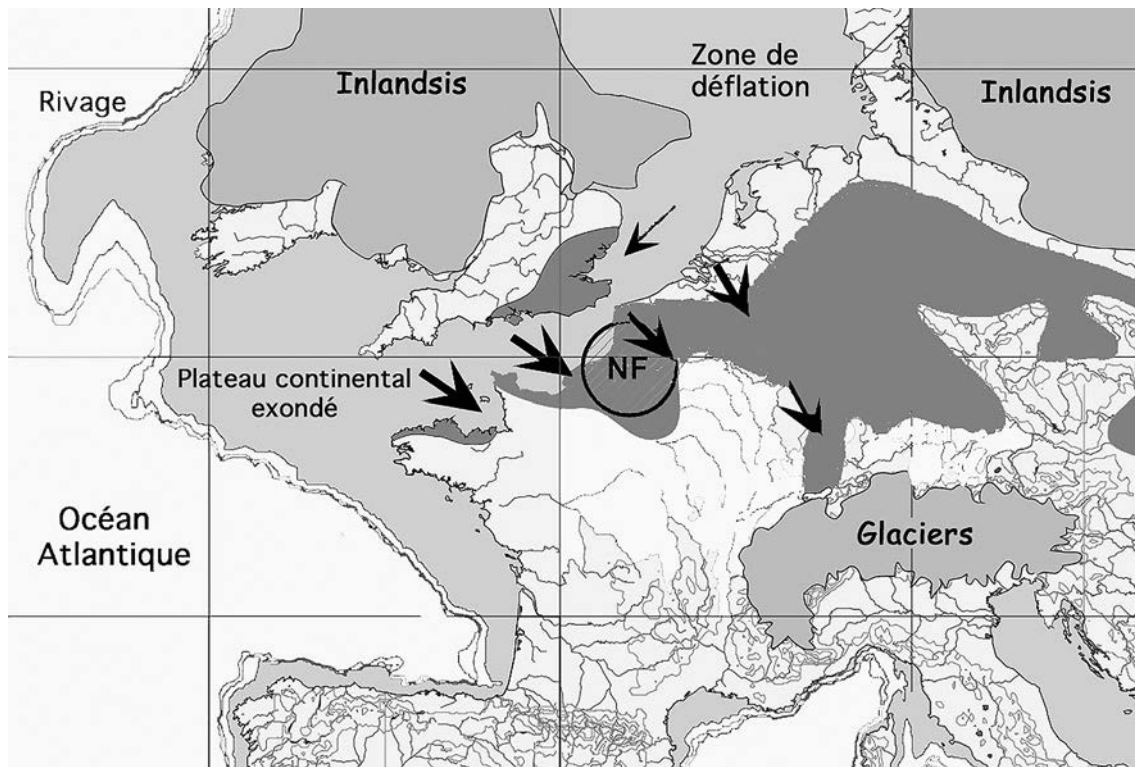 Zone de
déflation
Inlandsis
Inlandsis
Rivage
NF
Plateau continental
exondé
Océan
Atlantique
Glaciers